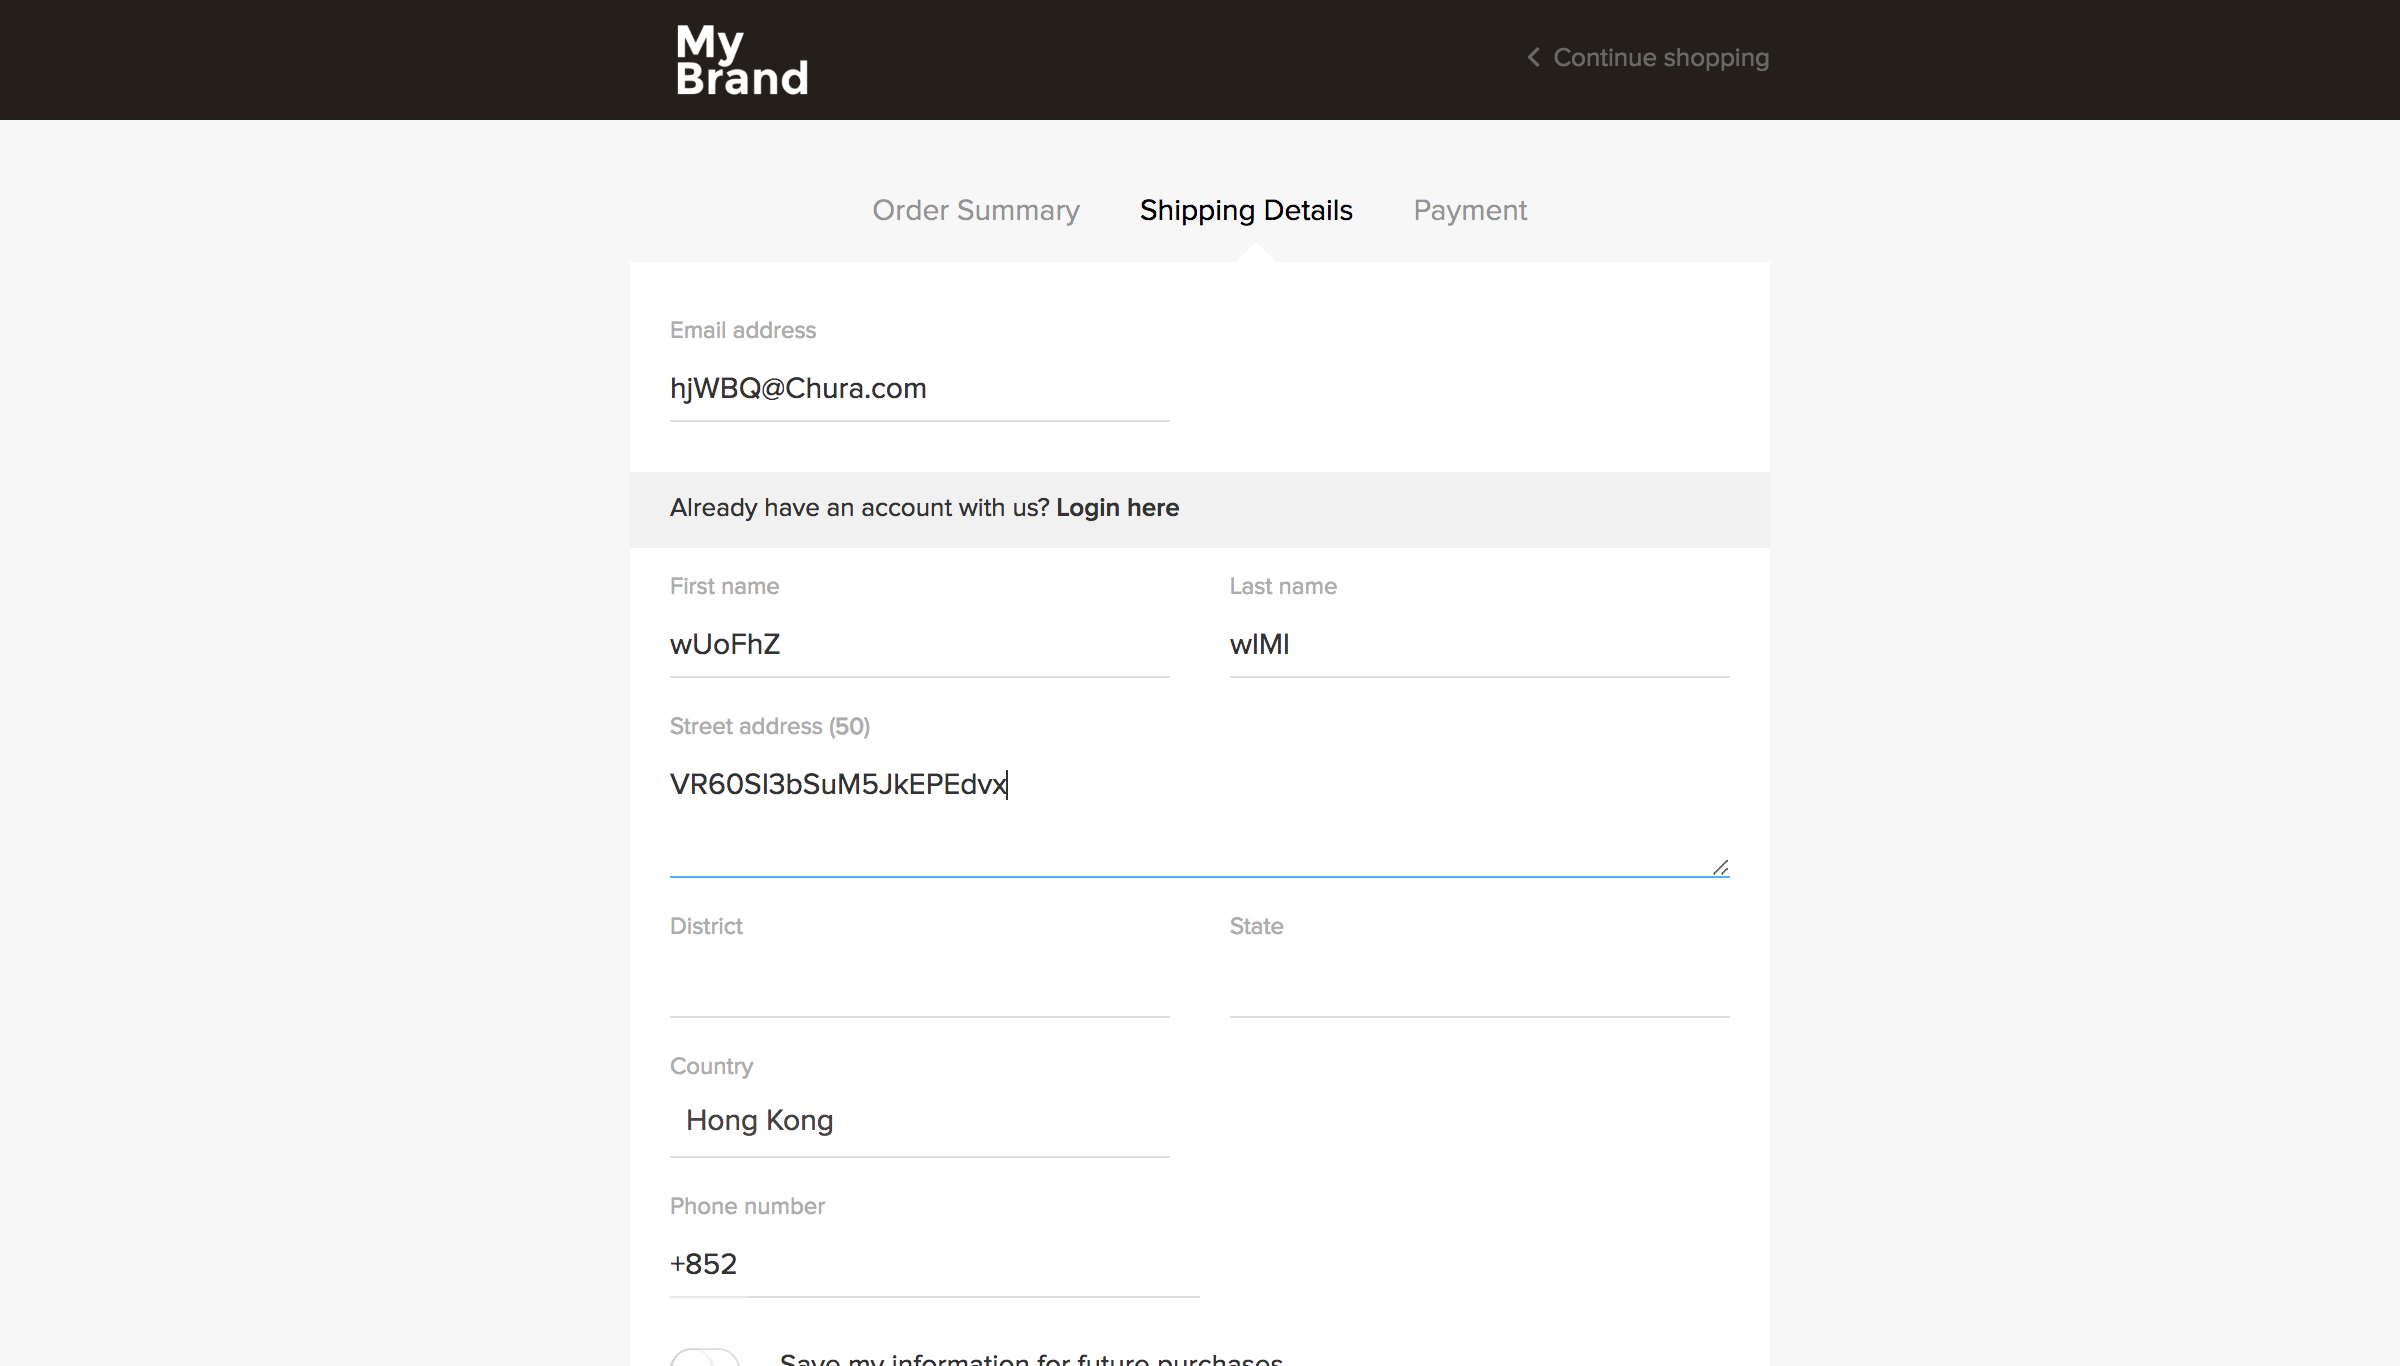 My
Brand
Continue shopping
Order Summary
Shipping Details
Payment
Email address
hjWBQ@Chura.com
Already have an account with us? Login here
First name
Last name
wUoFhZ
wIMI
Street address (50)
VR60SI3bSuM5JkEPEdvx
District
State
Country
Hong Kong
Phone number
+852
Save my information for future purchases